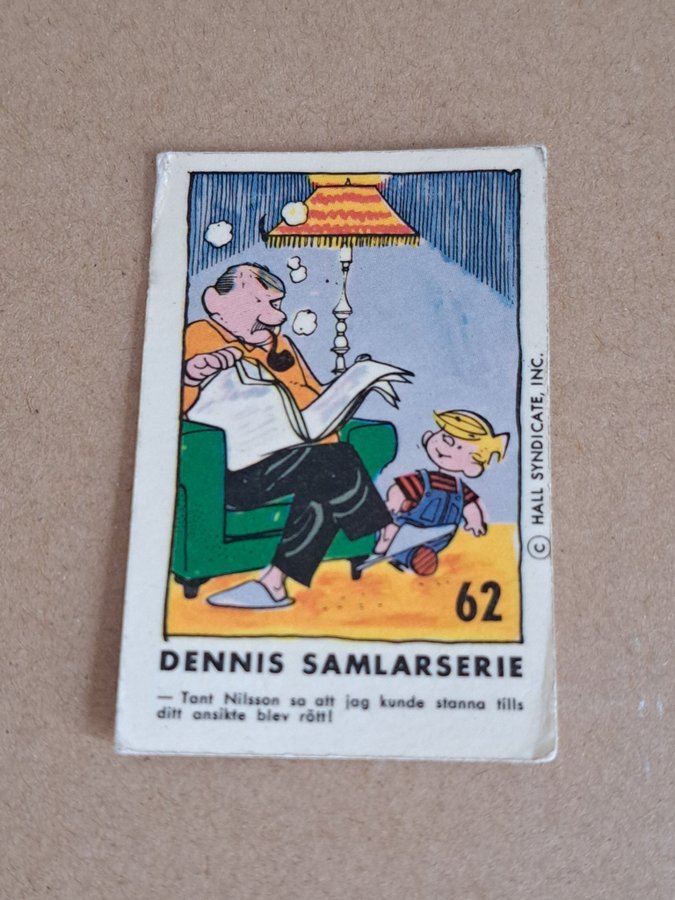 © HALL SYNDICATE, INC.
62
DENNIS SAMLARSERIE
— Tant Nilsson sa att jag kunde stanna tills
ditt ansikte blev rött!